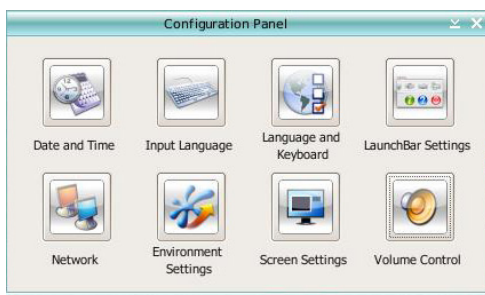 Configuration Panel
Date and Time
Input Language
Language and
Keyboard
LaunchBar Settings
Network
Environment
Settings
Screen Settings
Volume Control